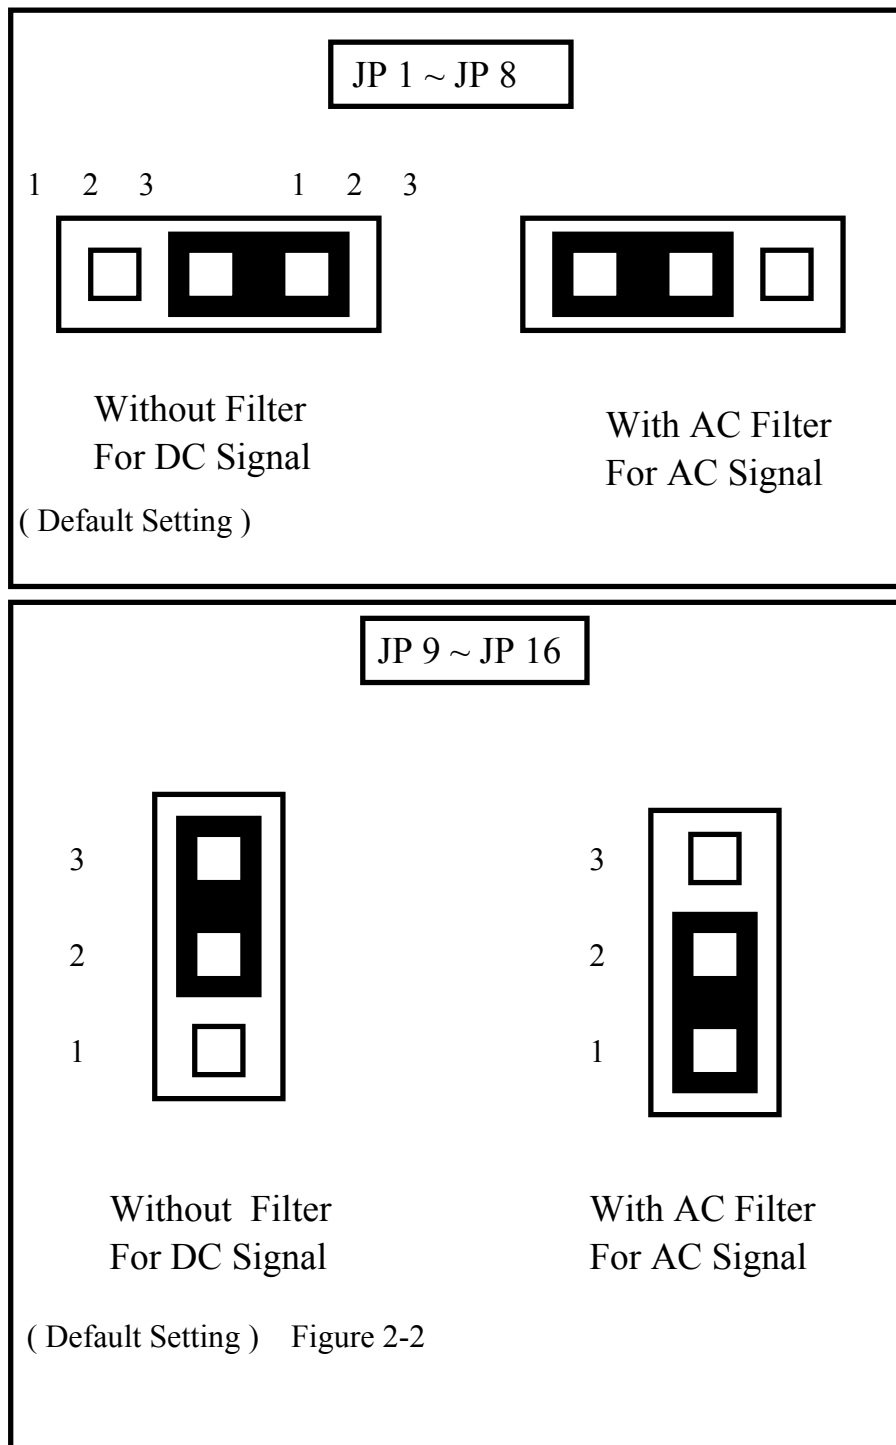 JP 1 ~ JP 8
1 2 3 1 2 3
Without Filter
For DC Signal
With AC Filter
For AC Signal
( Default Setting )
JP 9 ~ JP 16
3
2
1
3
2
1
Without Filter
For DC Signal
With AC Filter
For AC Signal
( Default Setting ) Figure 2-2